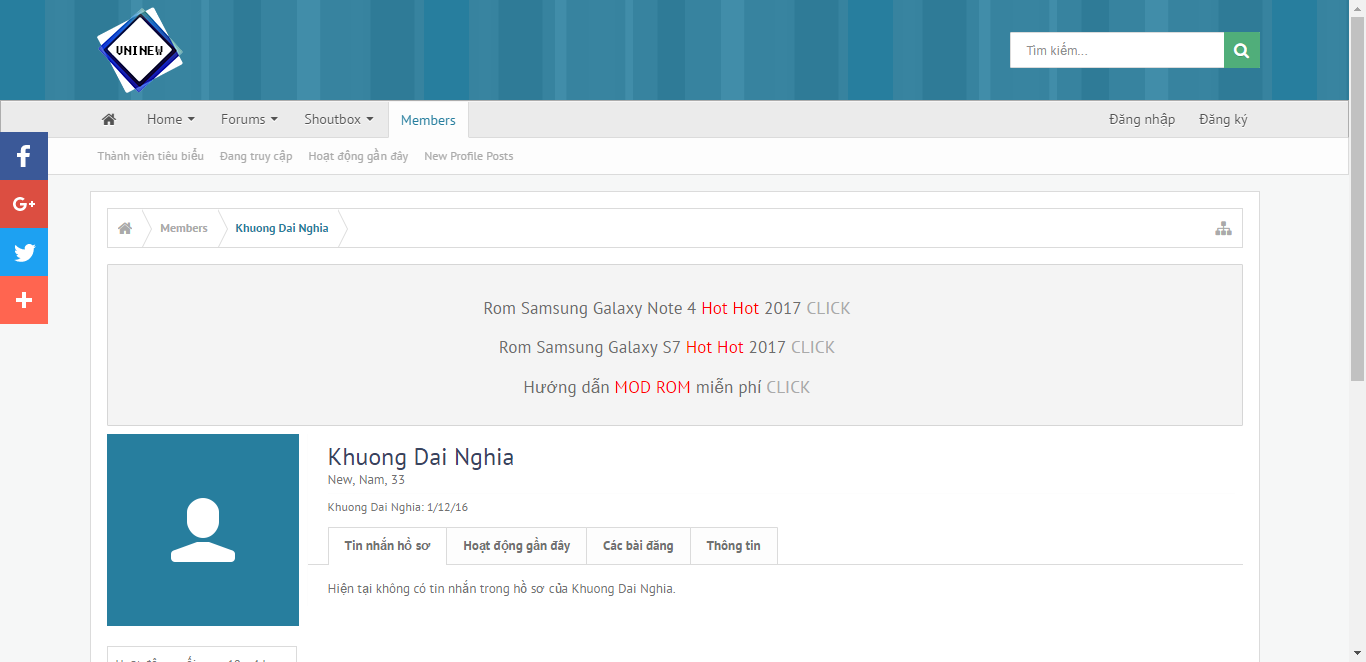 UNINEW
Tìm kiếm...
Home Forums Shoutbox Members Đăng nhập Đăng ký
Thành viên tiêu biểu Đang truy cập Hoạt động gần đây New Profile Posts
Members Khuong Dai Nghia
Rom Samsung Galaxy Note 4 Hot Hot 2017 CLICK
Rom Samsung Galaxy S7 Hot Hot 2017 CLICK
Hướng dẫn MOD ROM miễn phí CLICK
Khuong Dai Nghia
New, Nam, 33
Khuong Dai Nghia: 1/12/16
Tin nhắn hồ sơ Hoạt động gần đây Các bài đăng Thông tin
Hiện tại không có tin nhắn trong hồ sơ của Khuong Dai Nghia.